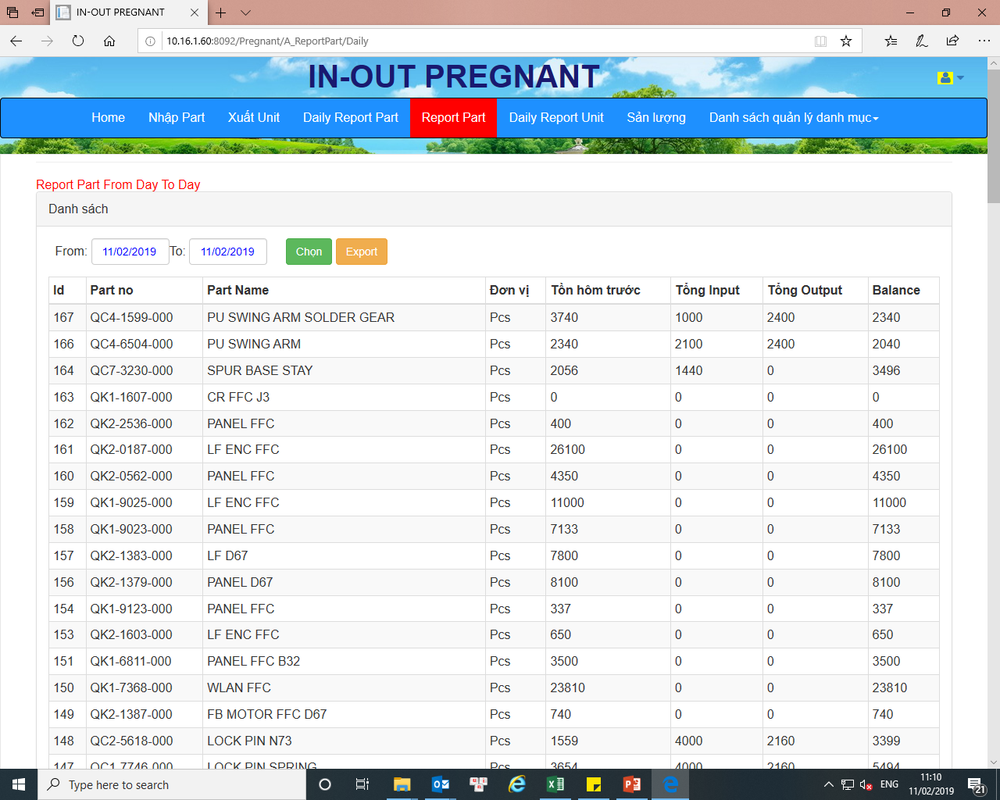 IN-OUT PREGNANT
10.16.1.60:8092/Pregnant/A_ReportPart/Daily
IN-OUT PREGNANT
Home Nhập Part Xuất Unit Daily Report Part Report Part Daily Report Unit Sản lượng Danh sách quản lý danh mục
Report Part From Day To Day
Danh sách
From: 11/02/2019 To: 11/02/2019 Chọn Export
Id Part no Part Name Đơn vị Tồn hôm trước Tổng Input Tổng Output Balance
167 QC4-1599-000 PU SWING ARM SOLDER GEAR Pcs 3740 1000 2400 2340
166 QC4-6504-000 PU SWING ARM Pcs 2340 2100 2400 2040
164 QC7-3230-000 SPUR BASE STAY Pcs 2056 1440 0 3496
163 QK1-1607-000 CR FFC J3 Pcs 0 0 0 0
162 QK2-2536-000 PANEL FFC Pcs 400 0 0 400
161 QK2-0187-000 LF ENC FFC Pcs 26100 0 0 26100
160 QK2-0562-000 PANEL FFC Pcs 4350 0 0 4350
159 QK1-9025-000 LF ENC FFC Pcs 11000 0 0 11000
158 QK1-9023-000 PANEL FFC Pcs 7133 0 0 7133
157 QK2-1383-000 LF D67 Pcs 7800 0 0 7800
156 QK2-1379-000 PANEL D67 Pcs 8100 0 0 8100
154 QK1-9123-000 PANEL FFC Pcs 337 0 0 337
153 QK2-1603-000 LF ENC FFC Pcs 650 0 0 650
151 QK1-6811-000 PANEL FFC B32 Pcs 3500 0 0 3500
150 QK1-7368-000 WLAN FFC Pcs 23810 0 0 23810
149 QK2-1387-000 FB MOTOR FFC D67 Pcs 740 0 0 740
148 QC2-5618-000 LOCK PIN N73 Pcs 1559 4000 2160 3399
147 QC1-7746-000 LOCK PIN SPRING Pcs 3654 4000 2160 5494
Type here to search
ENG
11:10
11/02/2019
21